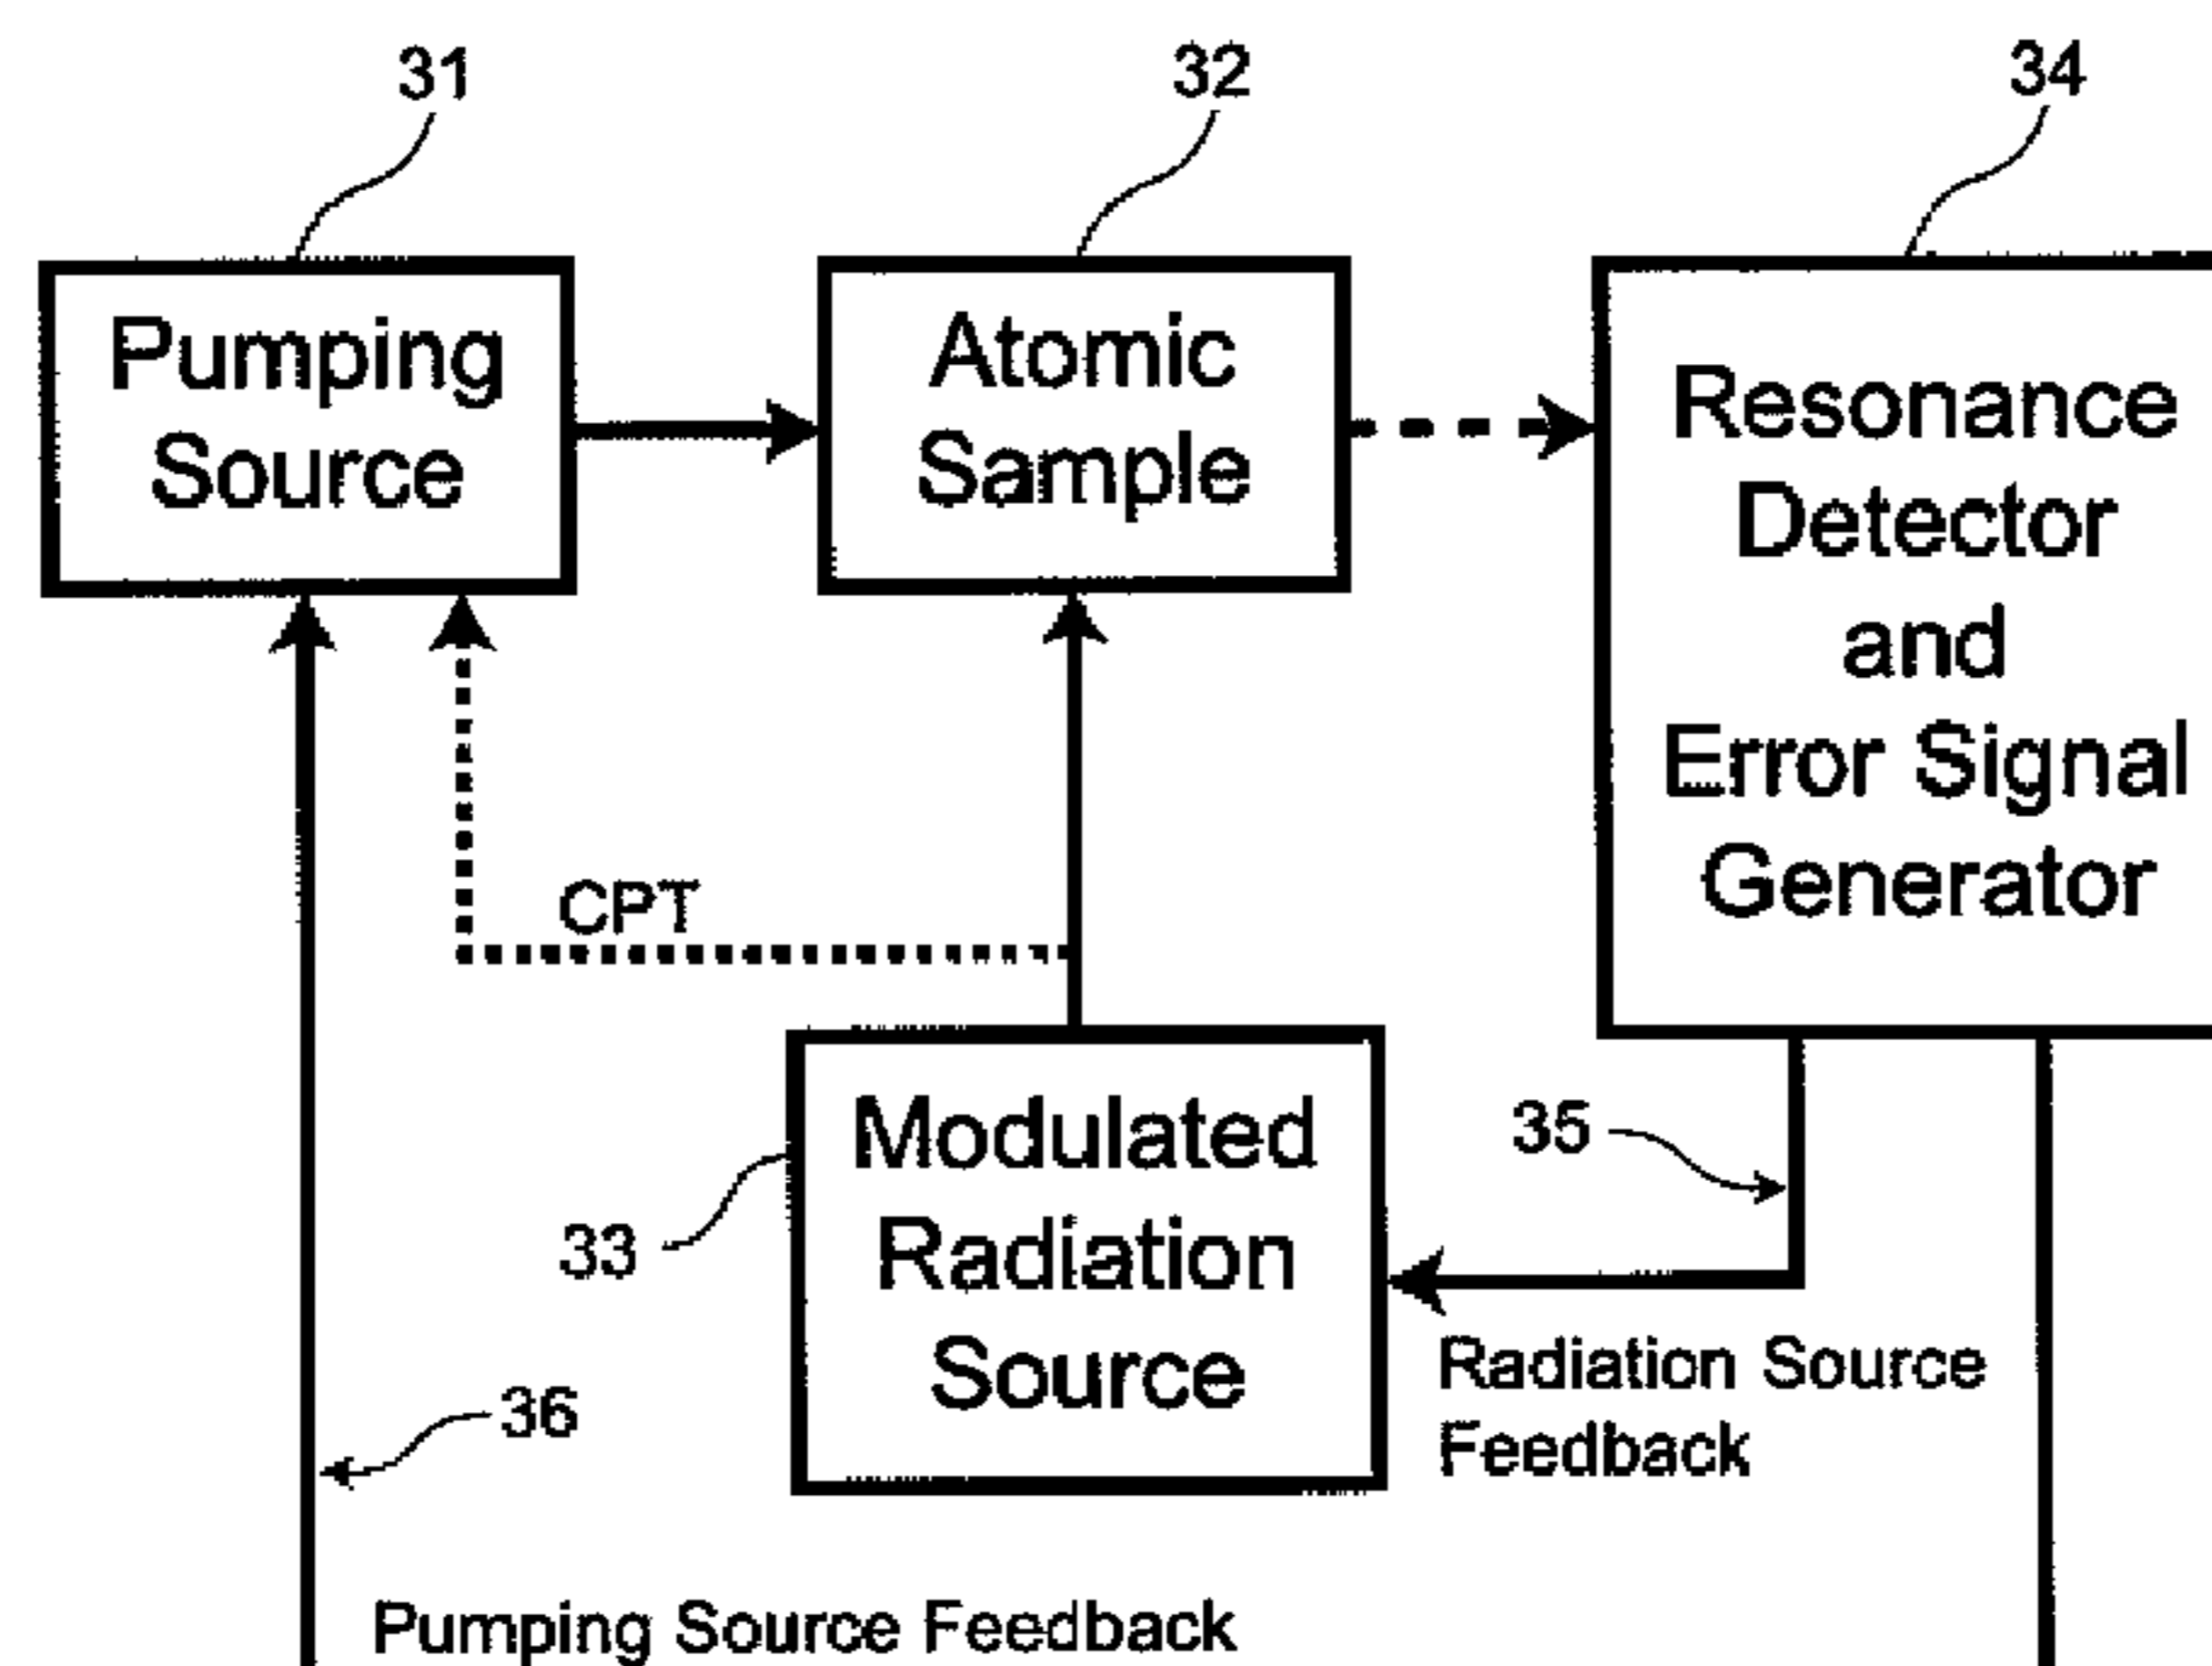 31
32
34
Pumping
Source
Atomic
Sample
Resonance
Detector
and
Error Signal
Generator
CPT
Modulated
Radiation
Source
33
35
Radiation Source
Feedback
36
Pumping Source Feedback